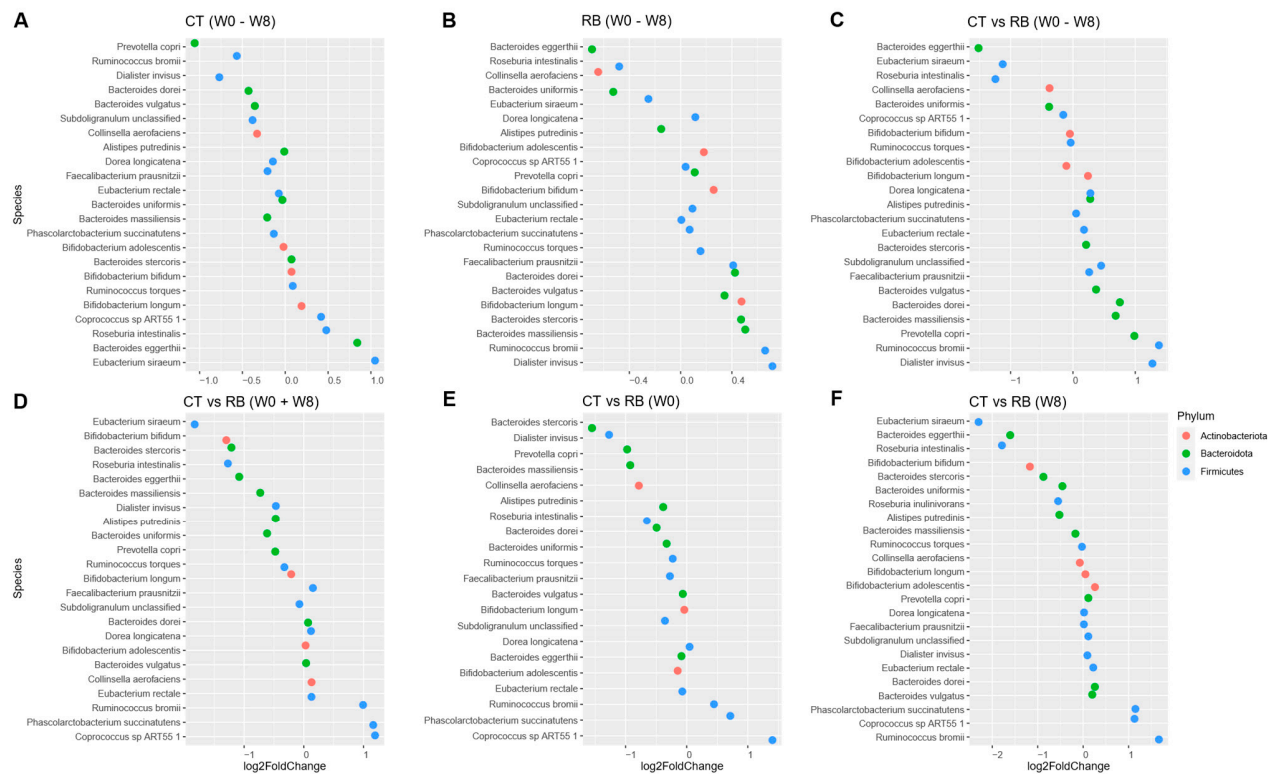 A
CT (W0 - W8)
Species
Prevotella copri
Ruminococcus bromii
Dialister invisus
Bacteroides dorei
Bacteroides vulgatus
Subdoligranulum unclassified
Collinsella aerofaciens
Alistipes putredinis
Dorea longicatena
Faecalibacterium prausnitzii
Eubacterium rectale
Bacteroides uniformis
Bacteroides massiliensis
Phascolarctobacterium succinatutens
Bifidobacterium adolescentis
Bacteroides stercoris
Bifidobacterium bifidum
Ruminococcus torques
Bifidobacterium longum
Coprococcus sp ART55 1
Roseburia intestinalis
Bacteroides eggerthii
Eubacterium siraeum
−1.0 −0.5 0.0 0.5 1.0
B
RB (W0 - W8)
Bacteroides eggerthii
Roseburia intestinalis
Collinsella aerofaciens
Bacteroides uniformis
Eubacterium siraeum
Dorea longicatena
Alistipes putredinis
Bifidobacterium adolescentis
Coprococcus sp ART55 1
Prevotella copri
Bifidobacterium bifidum
Subdoligranulum unclassified
Eubacterium rectale
Phascolarctobacterium succinatutens
Ruminococcus torques
Faecalibacterium prausnitzii
Bacteroides dorei
Bacteroides vulgatus
Bifidobacterium longum
Bacteroides stercoris
Bacteroides massiliensis
Ruminococcus bromii
Dialister invisus
−0.4 0.0 0.4
C
CT vs RB (W0 - W8)
Bacteroides eggerthii
Eubacterium siraeum
Roseburia intestinalis
Collinsella aerofaciens
Bacteroides uniformis
Coprococcus sp ART55 1
Bifidobacterium bifidum
Ruminococcus torques
Bifidobacterium adolescentis
Bifidobacterium longum
Dorea longicatena
Alistipes putredinis
Phascolarctobacterium succinatutens
Eubacterium rectale
Bacteroides stercoris
Subdoligranulum unclassified
Faecalibacterium prausnitzii
Bacteroides vulgatus
Bacteroides dorei
Bacteroides massiliensis
Prevotella copri
Ruminococcus bromii
Dialister invisus
−1 0 1
D
CT vs RB (W0 + W8)
Species
Eubacterium siraeum
Bifidobacterium bifidum
Bacteroides stercoris
Roseburia intestinalis
Bacteroides eggerthii
Bacteroides massiliensis
Dialister invisus
Alistipes putredinis
Bacteroides uniformis
Prevotella copri
Ruminococcus torques
Bifidobacterium longum
Faecalibacterium prausnitzii
Subdoligranulum unclassified
Bacteroides dorei
Dorea longicatena
Bifidobacterium adolescentis
Bacteroides vulgatus
Collinsella aerofaciens
Eubacterium rectale
Ruminococcus bromii
Phascolarctobacterium succinatutens
Coprococcus sp ART55 1
−1 0 1
log2FoldChange
E
CT vs RB (W0)
Bacteroides stercoris
Dialister invisus
Prevotella copri
Bacteroides massiliensis
Collinsella aerofaciens
Alistipes putredinis
Roseburia intestinalis
Bacteroides dorei
Bacteroides uniformis
Ruminococcus torques
Faecalibacterium prausnitzii
Bacteroides vulgatus
Bifidobacterium longum
Subdoligranulum unclassified
Dorea longicatena
Bacteroides eggerthii
Bifidobacterium adolescentis
Eubacterium rectale
Ruminococcus bromii
Phascolarctobacterium succinatutens
Coprococcus sp ART55 1
−1 0 1
log2FoldChange
F
CT vs RB (W8)
Eubacterium siraeum
Bacteroides eggerthii
Roseburia intestinalis
Bifidobacterium bifidum
Bacteroides stercoris
Bacteroides uniformis
Roseburia inulinivorans
Alistipes putredinis
Bacteroides massiliensis
Ruminococcus torques
Collinsella aerofaciens
Bifidobacterium longum
Bifidobacterium adolescentis
Prevotella copri
Dorea longicatena
Faecalibacterium prausnitzii
Subdoligranulum unclassified
Dialister invisus
Eubacterium rectale
Bacteroides dorei
Bacteroides vulgatus
Phascolarctobacterium succinatutens
Coprococcus sp ART55 1
Ruminococcus bromii
−2 −1 0 1
log2FoldChange
Phylum
Actinobacteriota
Bacteroidota
Firmicutes